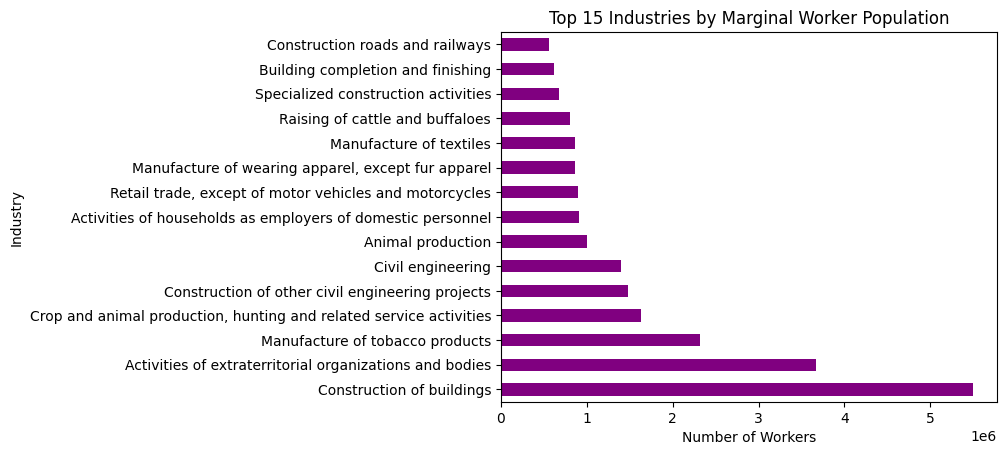 Top 15 Industries by Marginal Worker Population
Construction roads and railways
Building completion and finishing
Specialized construction activities
Raising of cattle and buffaloes
Manufacture of textiles
Manufacture of wearing apparel, except fur apparel
Retail trade, except of motor vehicles and motorcycles
Activities of households as employers of domestic personnel
Animal production
Civil engineering
Construction of other civil engineering projects
Crop and animal production, hunting and related service activities
Manufacture of tobacco products
Activities of extraterritorial organizations and bodies
Construction of buildings
Industry
0 1 2 3 4 5
1e6
Number of Workers